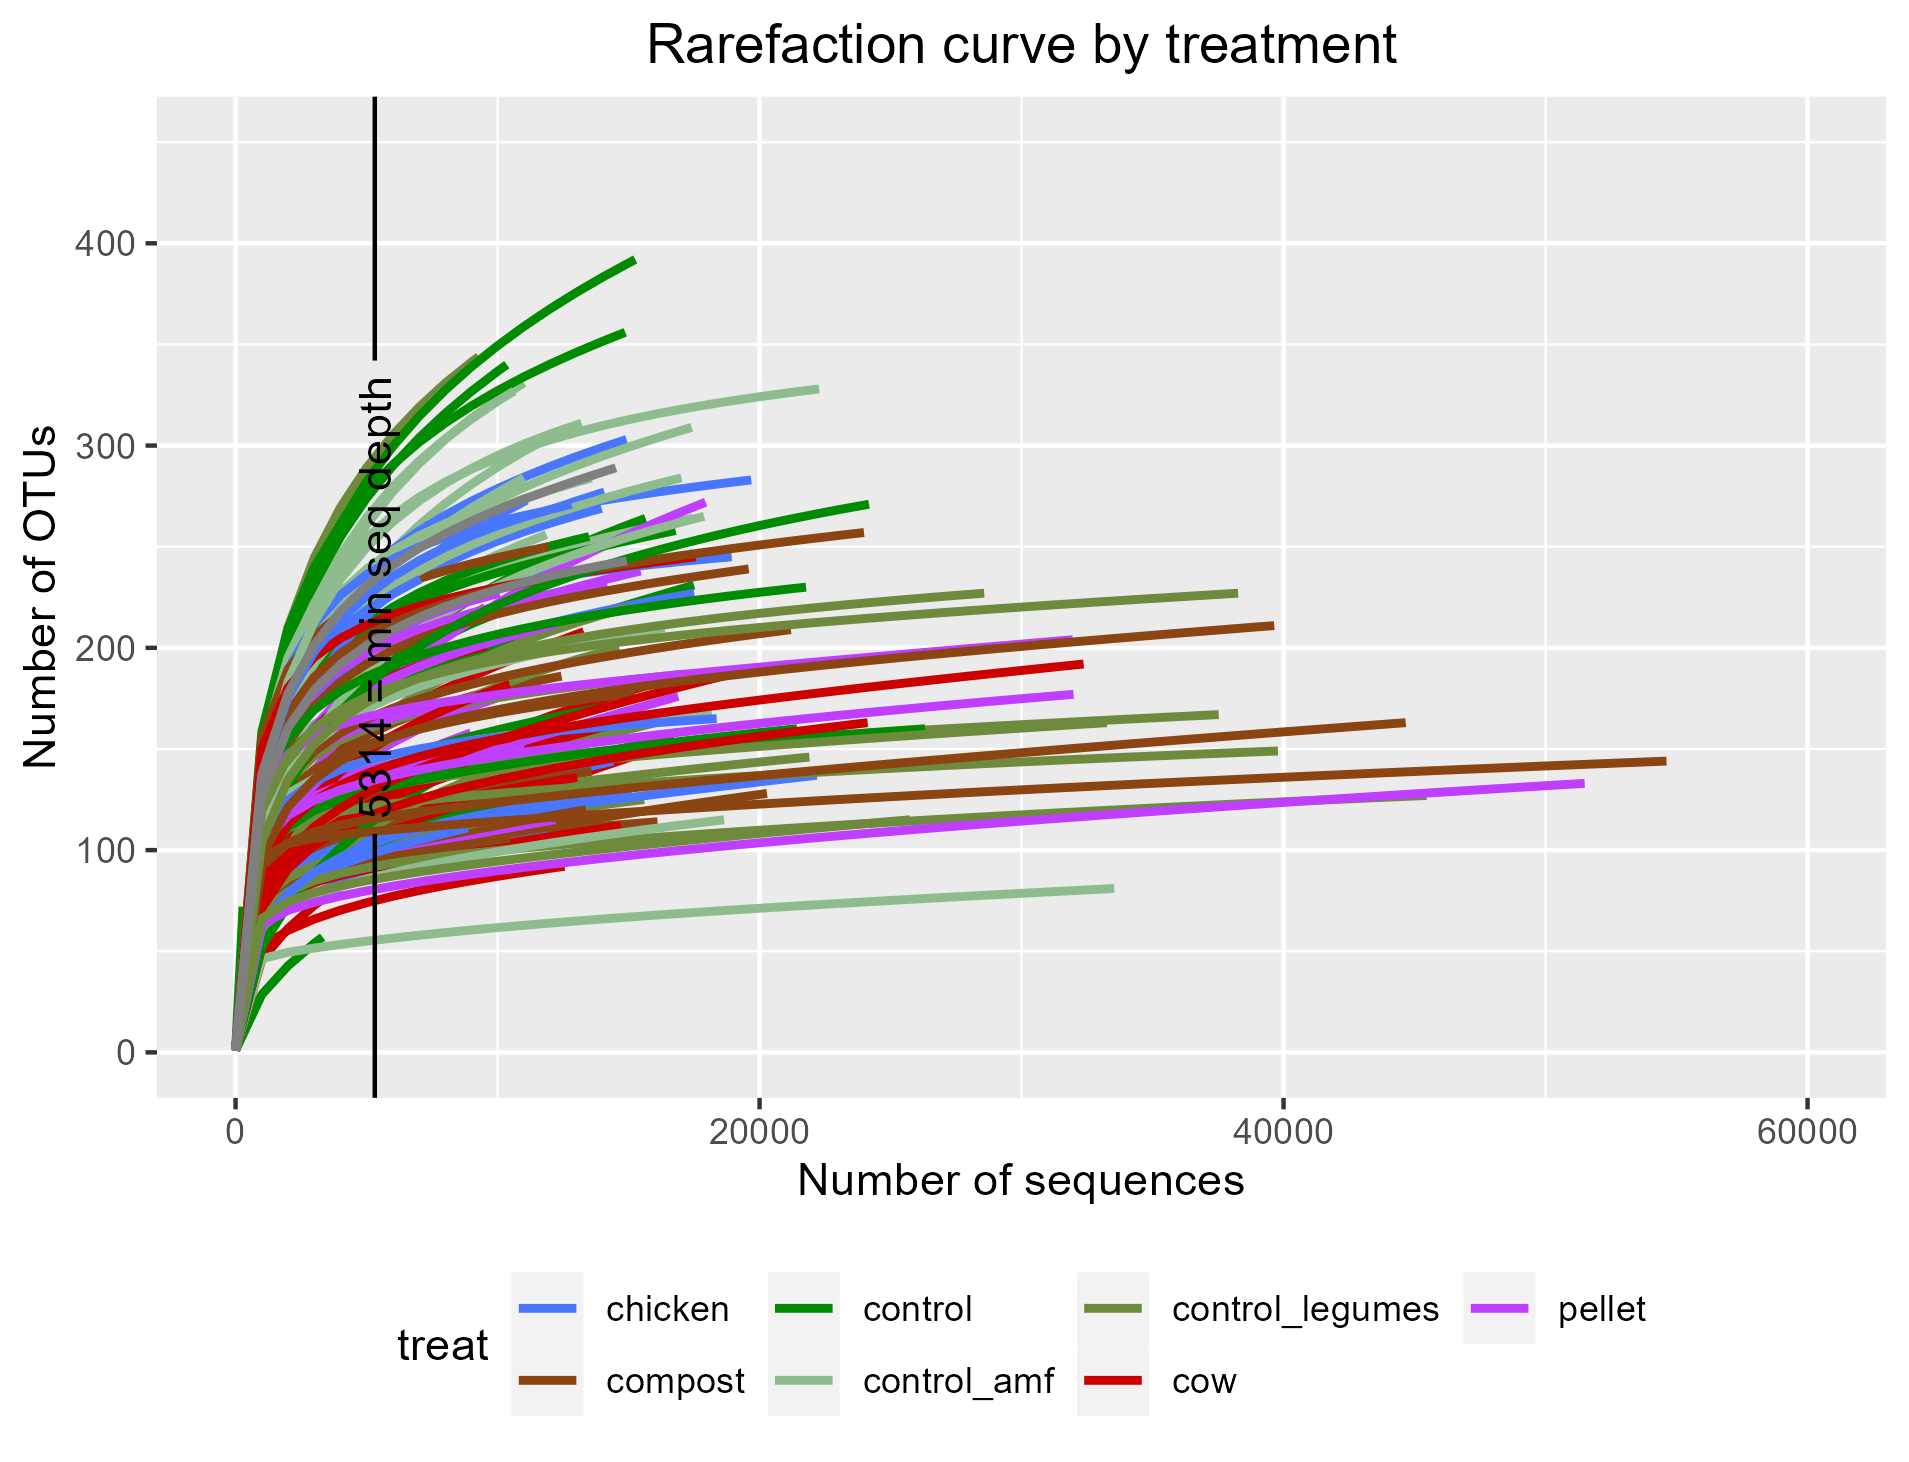 Rarefaction curve by treatment
Number of OTUs
400
300
200
100
0
5314 = min seq depth
0 20000 40000 60000
Number of sequences
treat
chicken control control_legumes pellet
compost control_amf cow